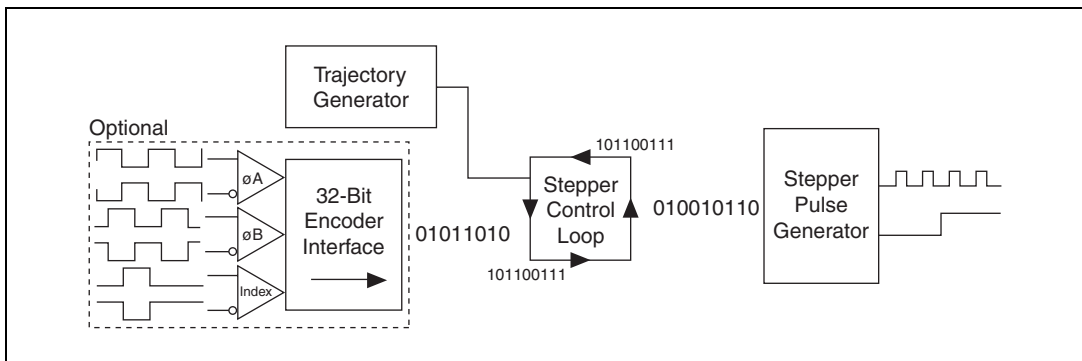 Trajectory
Generator
Optional
øA
øB
Index
32-Bit
Encoder
Interface
01011010
101100111
Stepper
Control
Loop
101100111
010010110
Stepper
Pulse
Generator